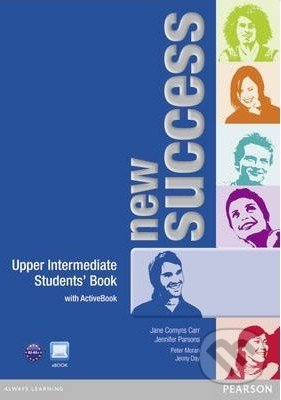 new
success
Upper Intermediate
Students' Book
with ActiveBook
Jane Comyns Carr
Jennifer Parsons
Peter Moran
Jenny Day
eBOOK
ALWAYS LEARNING
PEARSON